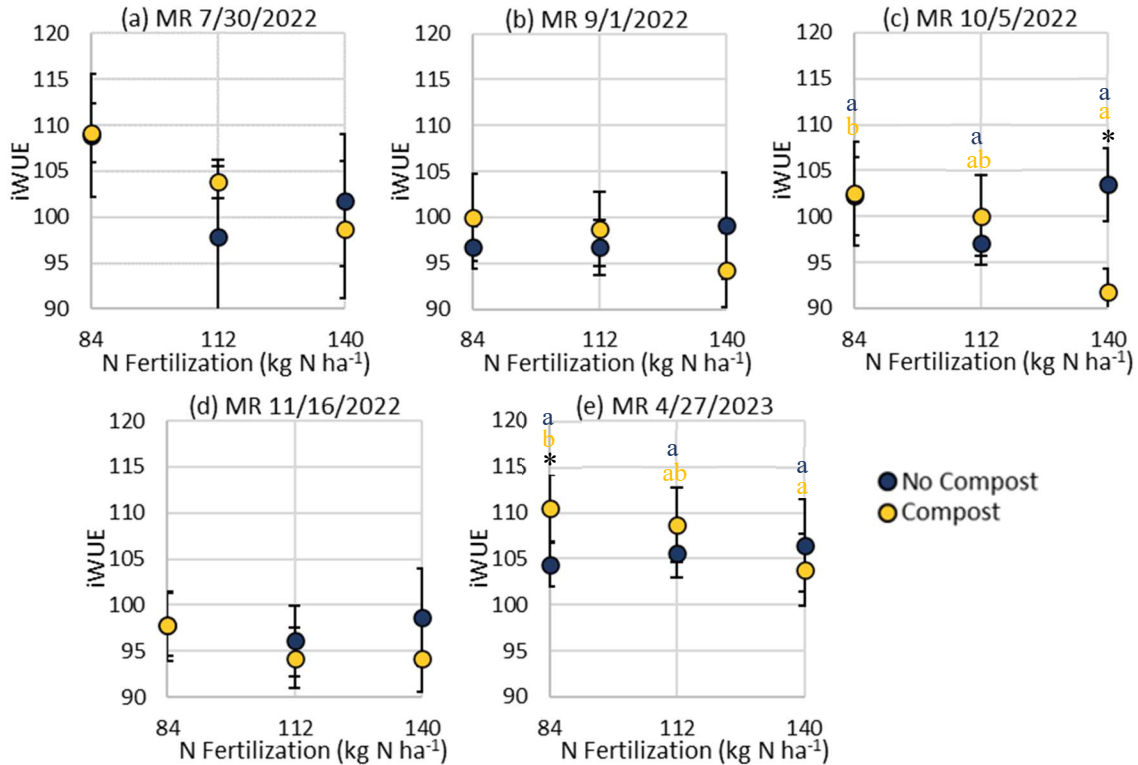 (a) MR 7/30/2022
120
115
110
105
100
95
90
iWUE
84
112
140
N Fertilization (kg N ha⁻¹)
(b) MR 9/1/2022
120
115
110
105
100
95
90
iWUE
84
112
140
N Fertilization (kg N ha⁻¹)
(c) MR 10/5/2022
120
115
110
105
100
95
90
iWUE
a
b
a
ab
a
a
*
84
112
140
N Fertilization (kg N ha⁻¹)
(d) MR 11/16/2022
120
115
110
105
100
95
90
iWUE
84
112
140
N Fertilization (kg N ha⁻¹)
(e) MR 4/27/2023
120
115
110
105
100
95
90
iWUE
a
b
*
a
ab
a
a
84
112
140
N Fertilization (kg N ha⁻¹)
No Compost
Compost